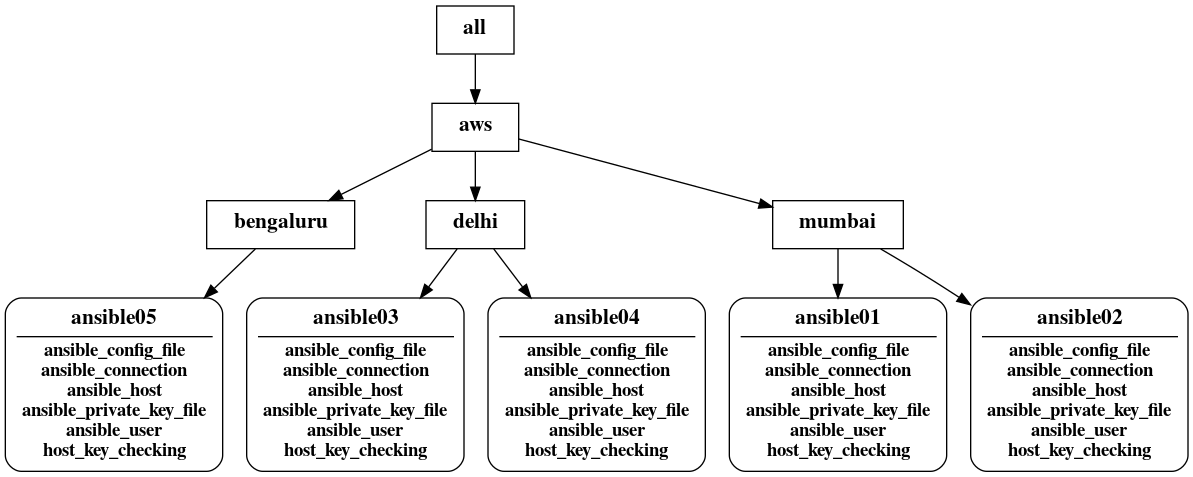 all
aws
bengaluru
delhi
mumbai
ansible05
ansible_config_file
ansible_connection
ansible_host
ansible_private_key_file
ansible_user
host_key_checking
ansible03
ansible_config_file
ansible_connection
ansible_host
ansible_private_key_file
ansible_user
host_key_checking
ansible04
ansible_config_file
ansible_connection
ansible_host
ansible_private_key_file
ansible_user
host_key_checking
ansible01
ansible_config_file
ansible_connection
ansible_host
ansible_private_key_file
ansible_user
host_key_checking
ansible02
ansible_config_file
ansible_connection
ansible_host
ansible_private_key_file
ansible_user
host_key_checking